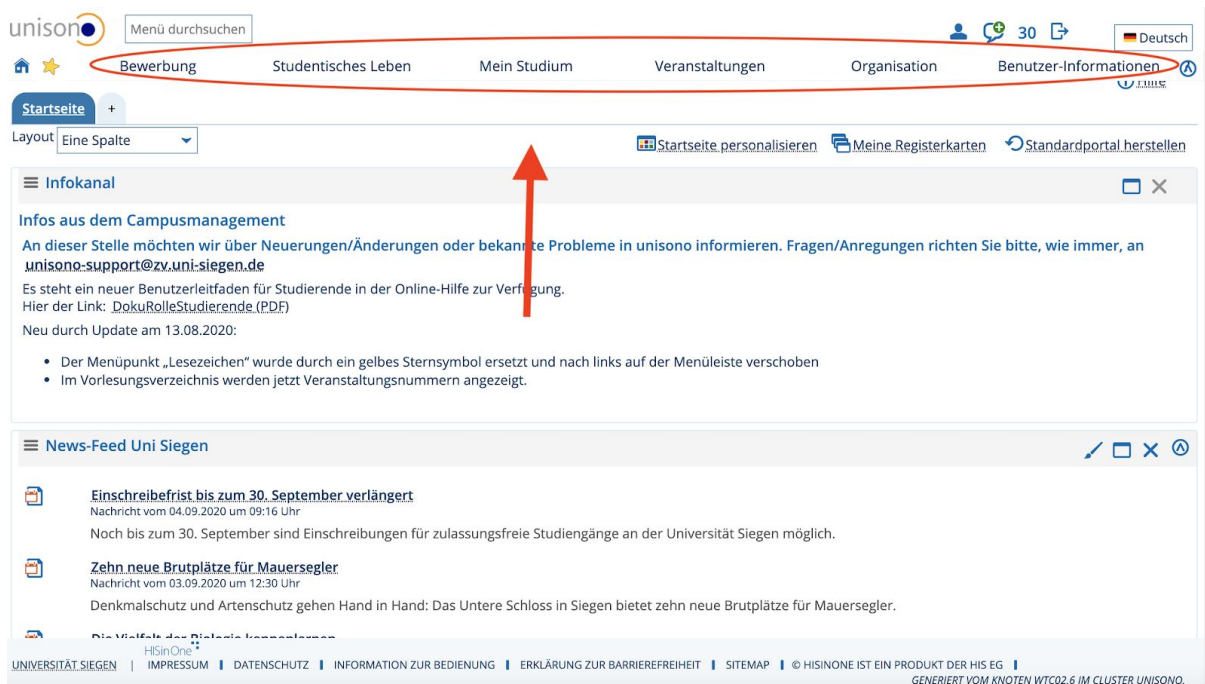 unisono
Menü durchsuchen
30
Deutsch
Bewerbung Studentisches Leben Mein Studium Veranstaltungen Organisation Benutzer-Informationen
Hilfe
Startseite +
Layout Eine Spalte
Startseite personalisieren Meine Registerkarten Standardportal herstellen
Infokanal
Infos aus dem Campusmanagement
An dieser Stelle möchten wir über Neuerungen/Änderungen oder bekannte Probleme in unisono informieren. Fragen/Anregungen richten Sie bitte, wie immer, an
unisono-support@zv.uni-siegen.de
Es steht ein neuer Benutzerleitfaden für Studierende in der Online-Hilfe zur Verfügung.
Hier der Link: DokuRolleStudierende (PDF)
Neu durch Update am 13.08.2020:
• Der Menüpunkt „Lesezeichen“ wurde durch ein gelbes Sternsymbol ersetzt und nach links auf der Menüleiste verschoben
• Im Vorlesungsverzeichnis werden jetzt Veranstaltungsnummern angezeigt.
News-Feed Uni Siegen
Einschreibefrist bis zum 30. September verlängert
Nachricht vom 04.09.2020 um 09:16 Uhr
Noch bis zum 30. September sind Einschreibungen für zulassungsfreie Studiengänge an der Universität Siegen möglich.
Zehn neue Brutplätze für Mauersegler
Nachricht vom 03.09.2020 um 12:30 Uhr
Denkmalschutz und Artenschutz gehen Hand in Hand: Das Untere Schloss in Siegen bietet zehn neue Brutplätze für Mauersegler.
Die Vielfalt der Biologie kennenlernen
HISinOne
UNIVERSITÄT SIEGEN | IMPRESSUM | DATENSCHUTZ | INFORMATION ZUR BEDIENUNG | ERKLÄRUNG ZUR BARRIEREFREIHEIT | SITEMAP | © HISINONE IST EIN PRODUKT DER HIS EG |
GENERIERT VOM KNOTEN WTC02.6 IM CLUSTER UNISONO.